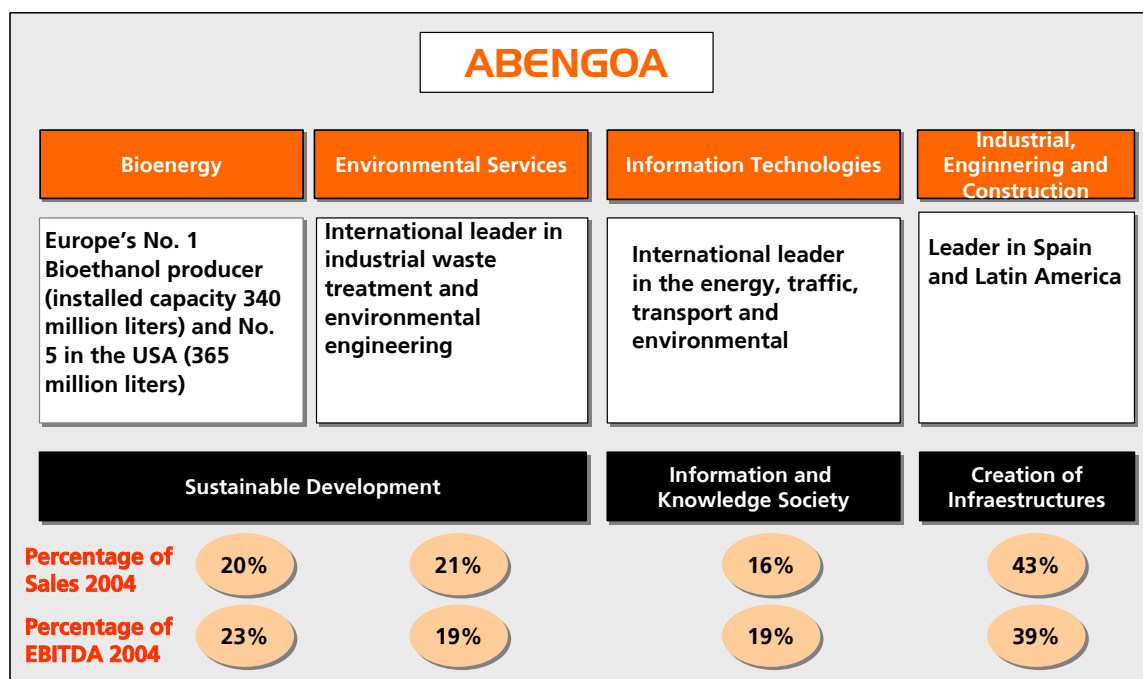 ABENGOA
Bioenergy
Environmental Services
Information Technologies
Industrial,
Enginnering and
Construction
Europe's No. 1
Bioethanol producer
(installed capacity 340
million liters) and No.
5 in the USA (365
million liters)
International leader in
industrial waste
treatment and
environmental
engineering
International leader
in the energy, traffic,
transport and
environmental
Leader in Spain
and Latin America
Sustainable Development
Information and
Knowledge Society
Creation of
Infraestructures
Percentage of
Sales 2004
20%
21%
16%
43%
Percentage of
EBITDA 2004
23%
19%
19%
39%